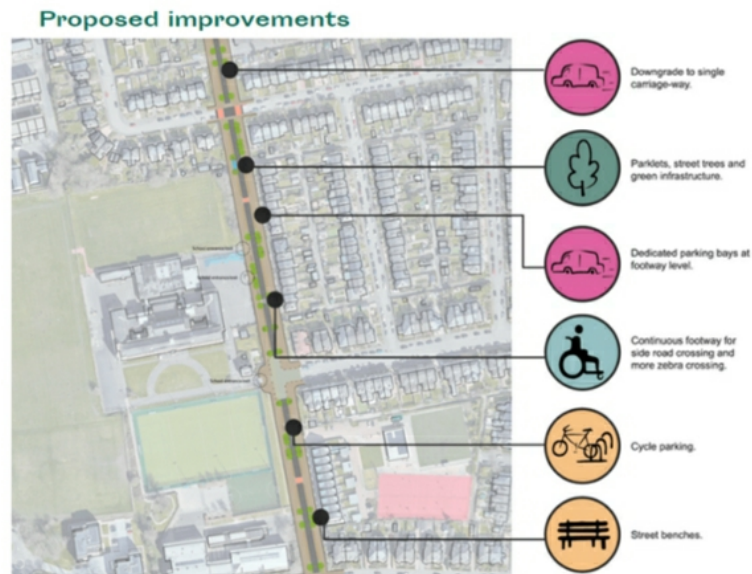 Proposed improvements
Downgrade to single
carriage-way.
Parklets, street trees and
green infrastructure.
Dedicated parking bays at
footway level.
Continuous footway for
side road crossing and
more zebra crossing.
Cycle parking.
Street benches.